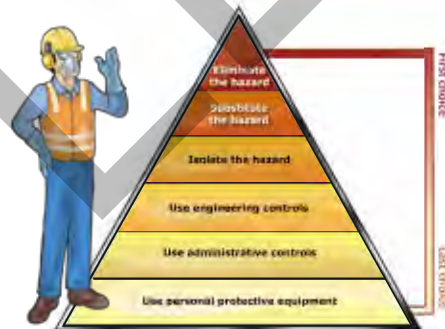 Eliminate
the hazard
Substitute
the hazard
Isolate the hazard
Use engineering controls
Use administrative controls
Use personal protective equipment
FIRST CHOICE
LAST CHOICE